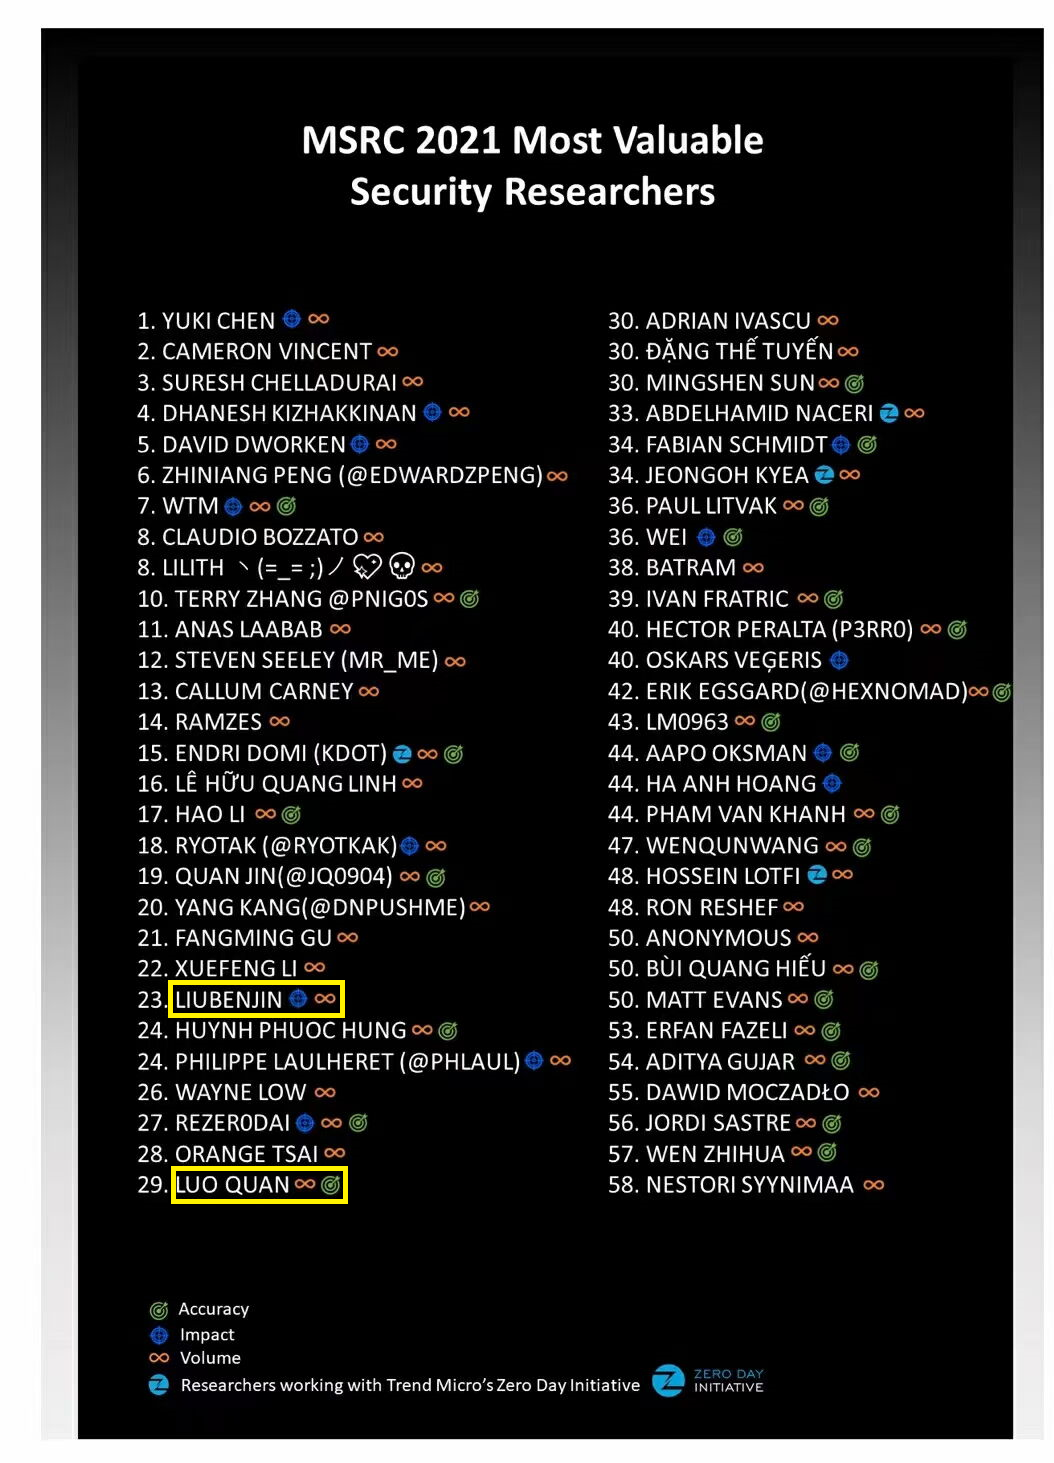 MSRC 2021 Most Valuable
Security Researchers
1. YUKI CHEN
2. CAMERON VINCENT
3. SURESH CHELLADURAI
4. DHANESH KIZHAKKINAN
5. DAVID DWORKEN
6. ZHINIANG PENG (@EDWARDZPENG)
7. WTM
8. CLAUDIO BOZZATO
8. LILITH ヽ(=_= ;)ノ 💖 💀
10. TERRY ZHANG @PNIG0S
11. ANAS LAABAB
12. STEVEN SEELEY (MR_ME)
13. CALLUM CARNEY
14. RAMZES
15. ENDRI DOMI (KDOT)
16. LÊ HỮU QUANG LINH
17. HAO LI
18. RYOTAK (@RYOTKAK)
19. QUAN JIN(@JQ0904)
20. YANG KANG(@DNPUSHME)
21. FANGMING GU
22. XUEFENG LI
23. LIUBENJIN
24. HUYNH PHUOC HUNG
24. PHILIPPE LAULHERET (@PHLAUL)
26. WAYNE LOW
27. REZER0DAI
28. ORANGE TSAI
29. LUO QUAN
30. ADRIAN IVASCU
30. ĐẶNG THẾ TUYẾN
30. MINGSHEN SUN
33. ABDELHAMID NACERI
34. FABIAN SCHMIDT
34. JEONGOH KYEA
36. PAUL LITVAK
36. WEI
38. BATRAM
39. IVAN FRATRIC
40. HECTOR PERALTA (P3RR0)
40. OSKARS VEĢERIS
42. ERIK EGSGARD(@HEXNOMAD)
43. LM0963
44. AAPO OKSMAN
44. HA ANH HOANG
44. PHAM VAN KHANH
47. WENQUNWANG
48. HOSSEIN LOTFI
48. RON RESHEF
50. ANONYMOUS
50. BÙI QUANG HIẾU
50. MATT EVANS
53. ERFAN FAZELI
54. ADITYA GUJAR
55. DAWID MOCZADŁO
56. JORDI SASTRE
57. WEN ZHIHUA
58. NESTORI SYYNIMAA
Accuracy
Impact
Volume
Researchers working with Trend Micro's Zero Day Initiative
ZERO DAY
INITIATIVE